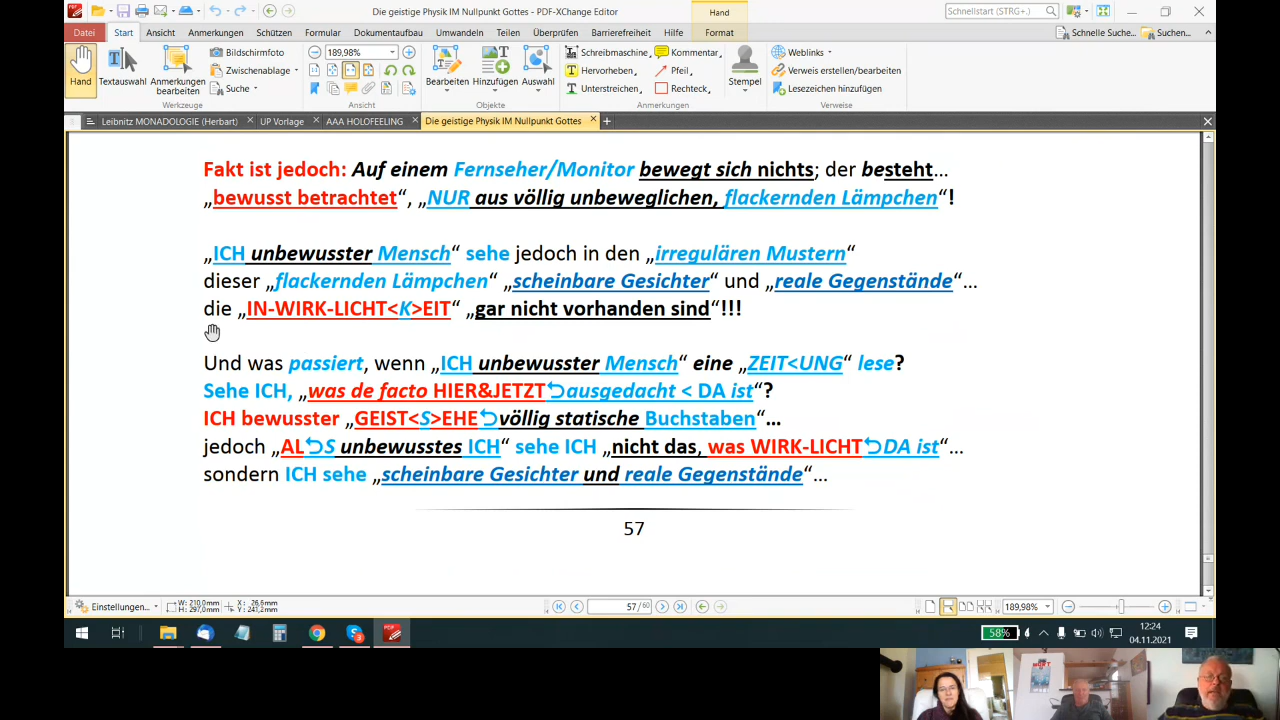 Die geistige Physik IM Nullpunkt Gottes - PDF-XChange Editor
Hand
Schnellstart (STRG+.)
Datei Start Ansicht Anmerkungen Schützen Formular Dokumentaufbau Umwandeln Teilen Überprüfen Barrierefreiheit Hilfe Format Schnelle Suche... Suchen...
Hand
Textauswahl
Anmerkungen bearbeiten
Bildschirmfoto
Zwischenablage
Suche
Werkzeuge
189,98%
Ansicht
Bearbeiten
Hinzufügen
Auswahl
Objekte
Schreibmaschine
Hervorheben
Unterstreichen
Kommentar
Pfeil
Rechteck
Stempel
Anmerkungen
Weblinks
Verweis erstellen/bearbeiten
Lesezeichen hinzufügen
Verweise
Leibnitz MONADOLOGIE (Herbart) UP Vorlage AAA HOLOFEELING Die geistige Physik IM Nullpunkt Gottes
Fakt ist jedoch: Auf einem Fernseher/Monitor bewegt sich nichts; der besteht…
„bewusst betrachtet“, „NUR aus völlig unbeweglichen, flackernden Lämpchen“!
„ICH unbewusster Mensch“ sehe jedoch in den „irregulären Mustern“
dieser „flackernden Lämpchen“ „scheinbare Gesichter“ und „reale Gegenstände“…
die „IN-WIRK-LICHT<K>EIT“ „gar nicht vorhanden sind“!!!
Und was passiert, wenn „ICH unbewusster Mensch“ eine „ZEIT<UNG“ lese?
Sehe ICH, „was de facto HIER&JETZT⮌ausgedacht < DA ist“?
ICH bewusster „GEIST<S>EHE⮌völlig statische Buchstaben“…
jedoch „AL⮌S unbewusstes ICH“ sehe ICH „nicht das, was WIRK-LICHT⮌DA ist“…
sondern ICH sehe „scheinbare Gesichter und reale Gegenstände“…
57
Einstellungen... W: 210,0mm H: 297,0mm X: 26,6mm Y: 241,2mm 57/60 189,98%
58% 12:24
04.11.2021